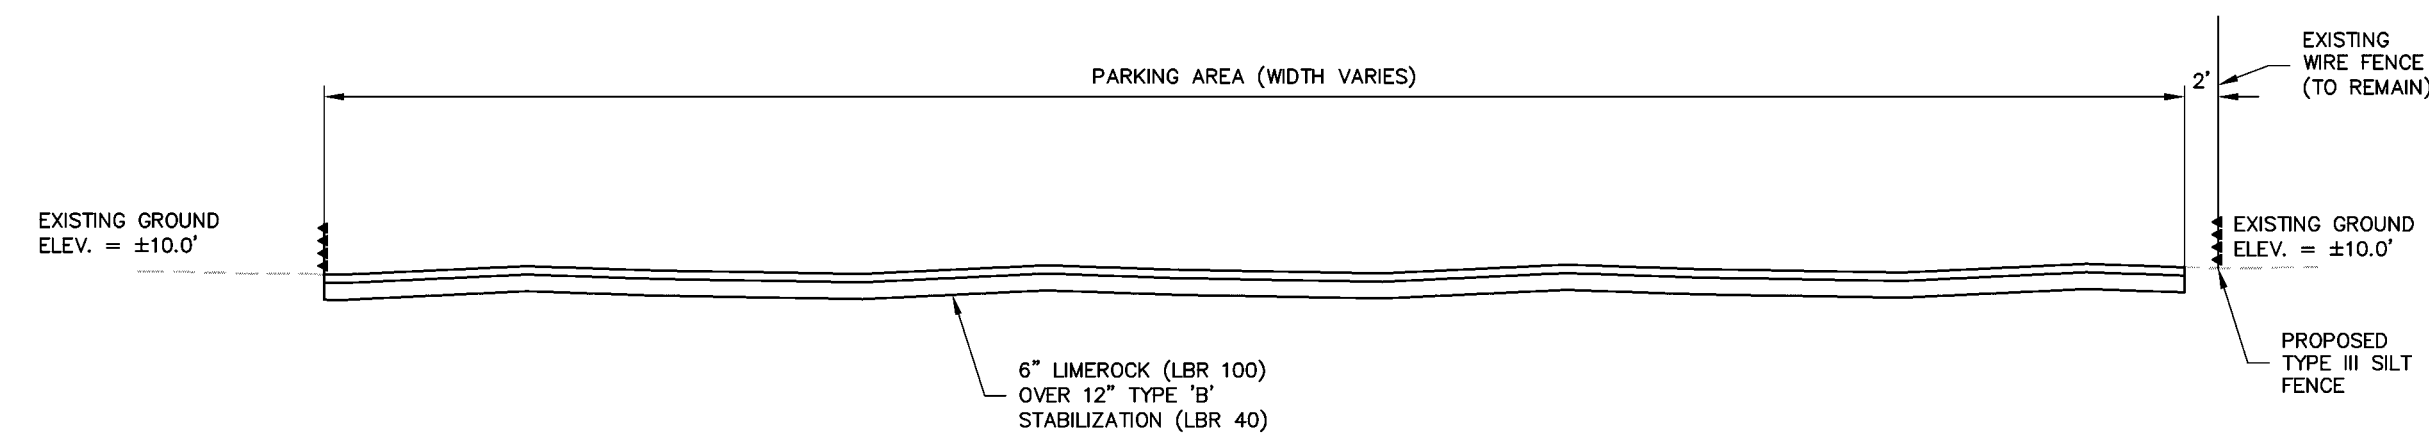 PARKING AREA (WIDTH VARIES)
2'
EXISTING
WIRE FENCE
(TO REMAIN)
EXISTING GROUND
ELEV. = ±10.0'
EXISTING GROUND
ELEV. = ±10.0'
6" LIMEROCK (LBR 100)
OVER 12" TYPE 'B'
STABILIZATION (LBR 40)
PROPOSED
TYPE III SILT
FENCE